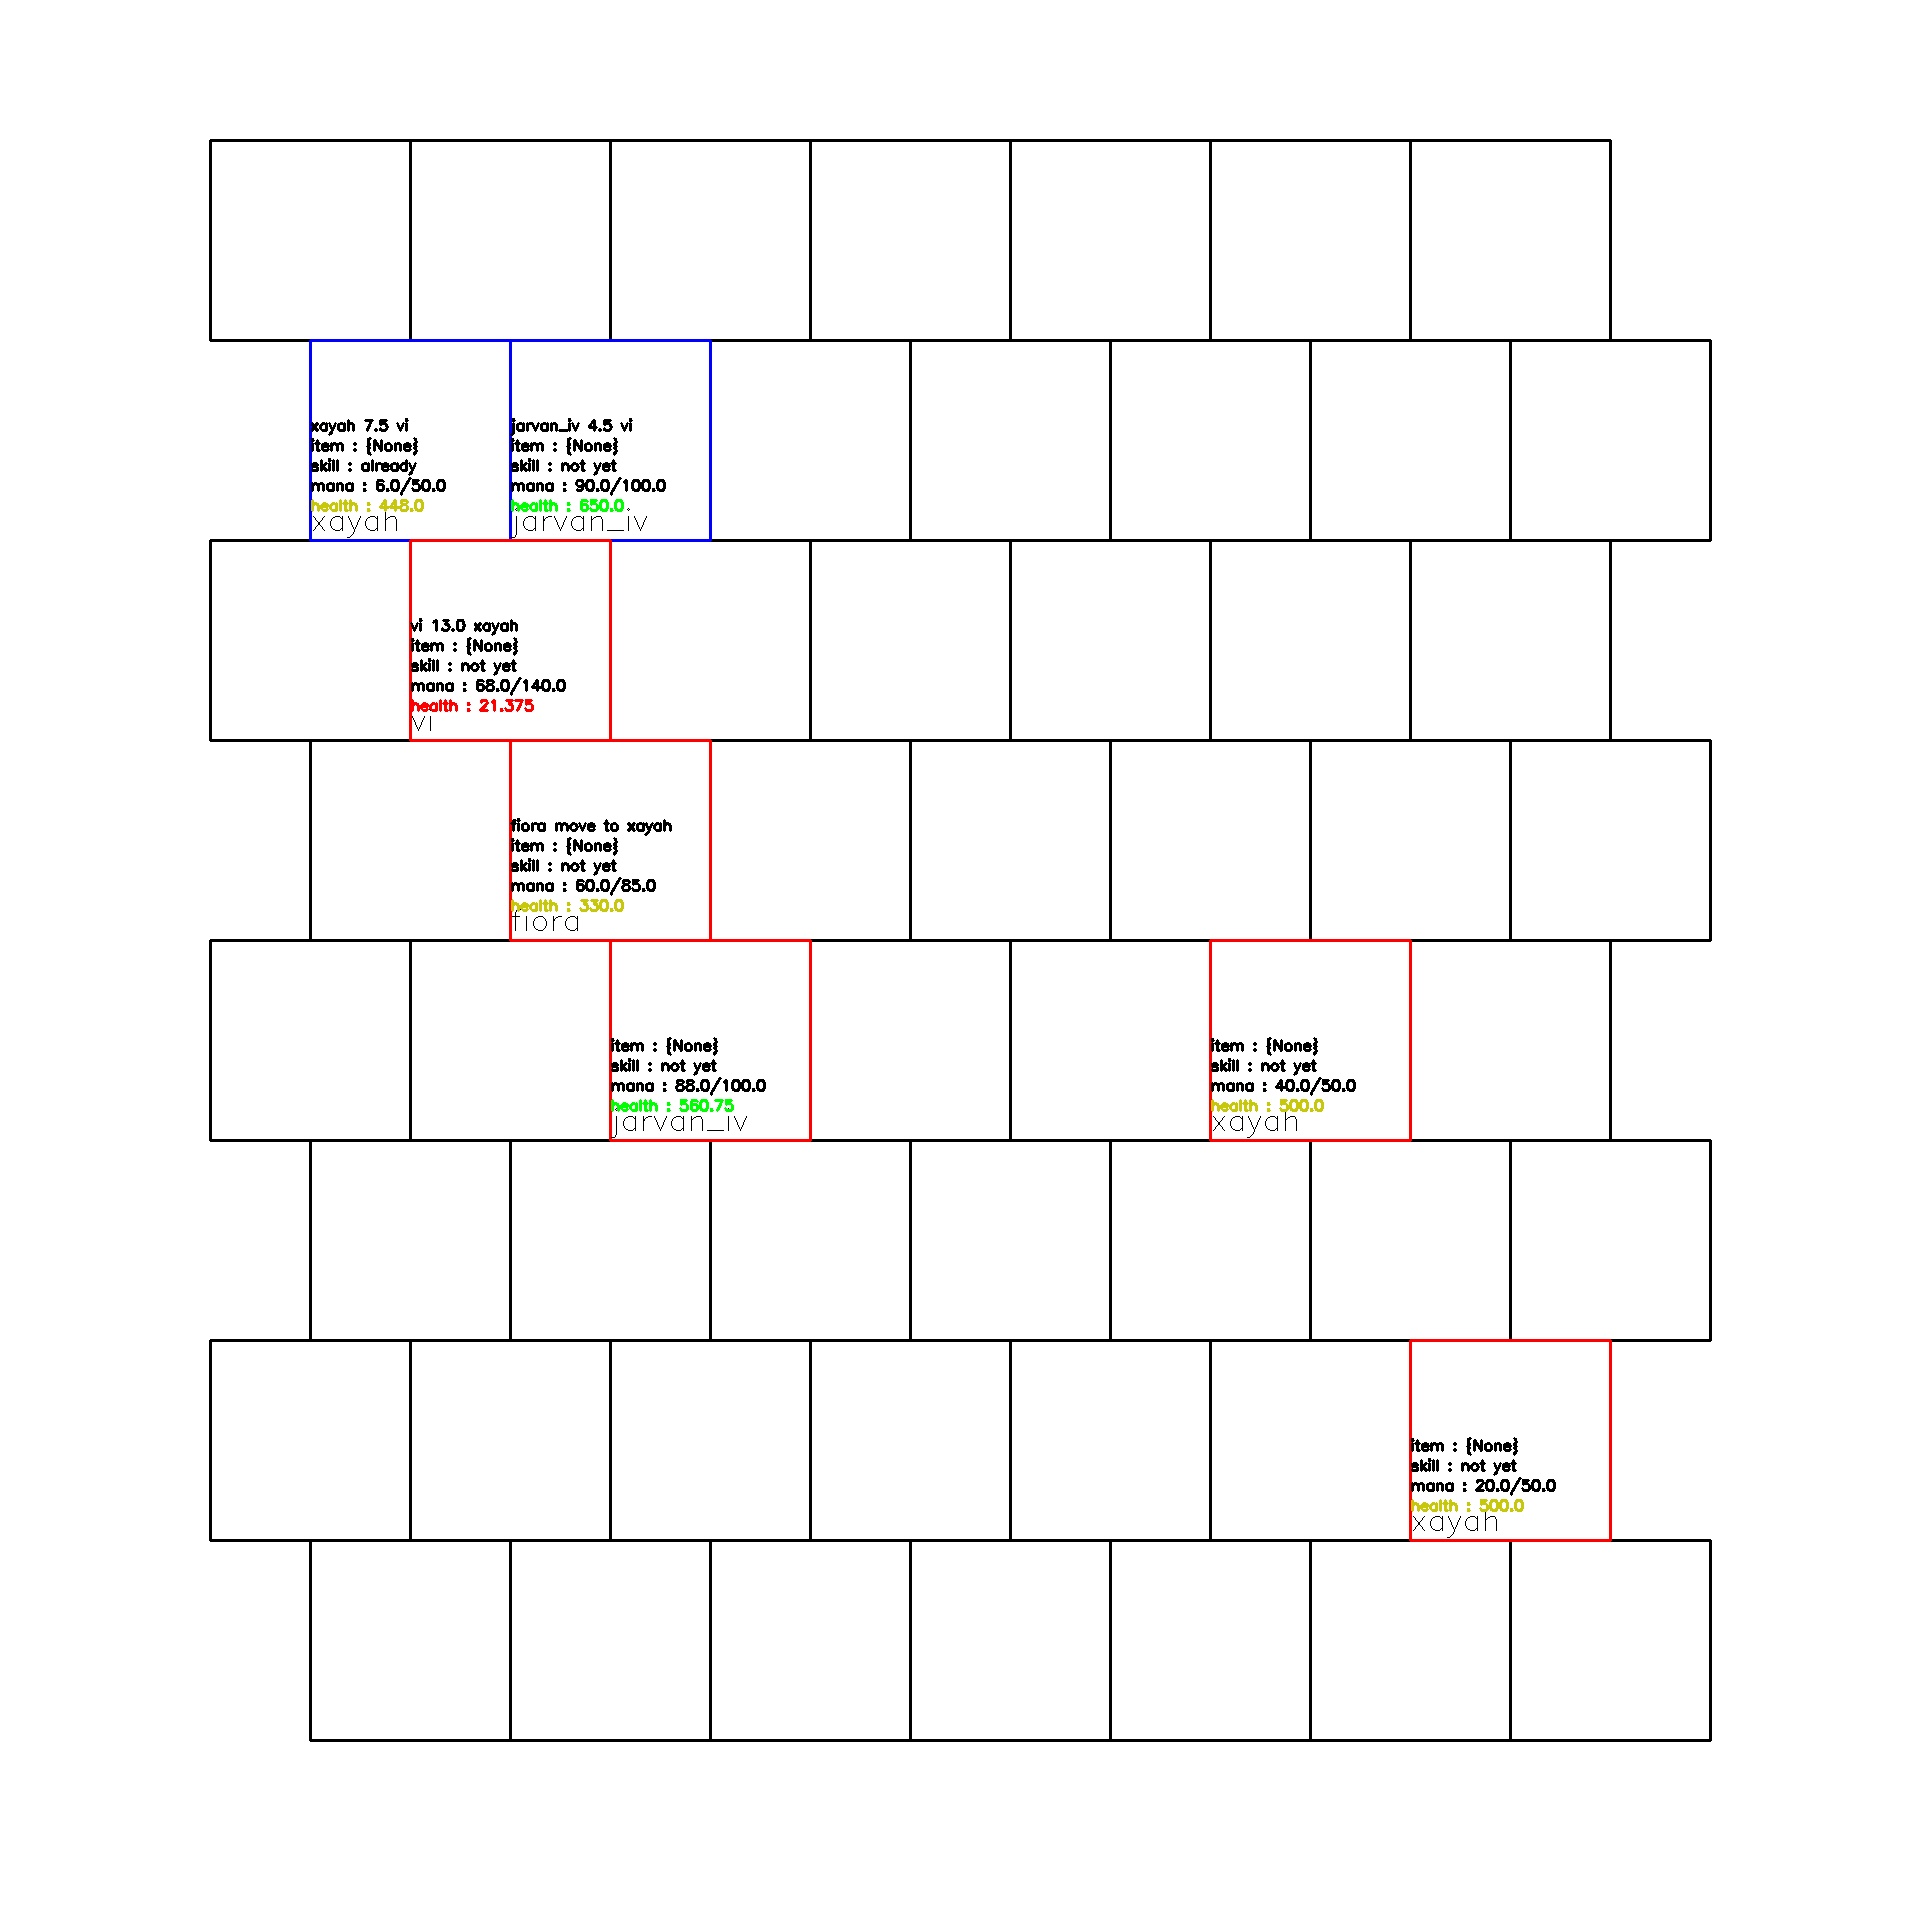 xayah 7.5 vi
item : {None}
skill : already
mana : 6.0/50.0
health : 448.0
xayah
jarvan_iv 4.5 vi
item : {None}
skill : not yet
mana : 90.0/100.0
health : 650.0
jarvan_iv
vi 13.0 xayah
item : {None}
skill : not yet
mana : 68.0/140.0
health : 21.375
vi
fiora move to xayah
item : {None}
skill : not yet
mana : 60.0/85.0
health : 330.0
fiora
item : {None}
skill : not yet
mana : 88.0/100.0
health : 560.75
jarvan_iv
item : {None}
skill : not yet
mana : 40.0/50.0
health : 500.0
xayah
item : {None}
skill : not yet
mana : 20.0/50.0
health : 500.0
xayah